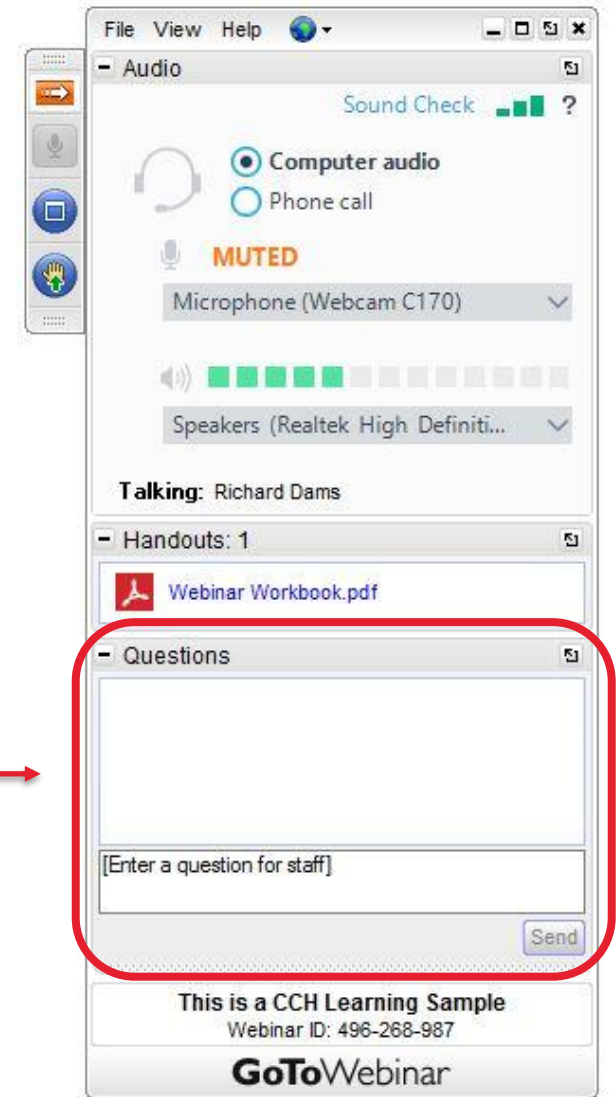 File View Help
Audio
Sound Check ?
Computer audio
Phone call
MUTED
Microphone (Webcam C170)
Speakers (Realtek High Definiti...
Talking: Richard Dams
Handouts: 1
Webinar Workbook.pdf
Questions
[Enter a question for staff]
Send
This is a CCH Learning Sample
Webinar ID: 496-268-987
GoToWebinar